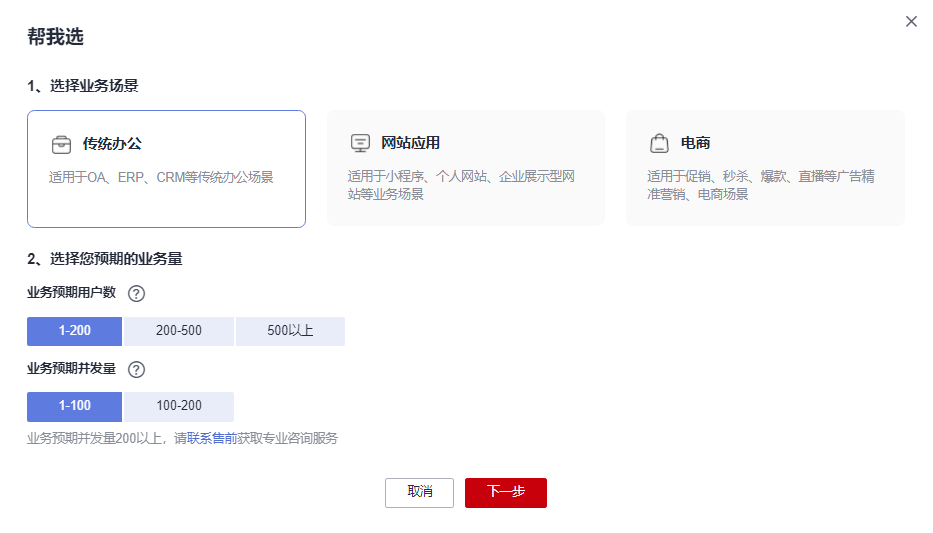 帮我选
1、选择业务场景
传统办公
适用于OA、ERP、CRM等传统办公场景
网站应用
适用于小程序、个人网站、企业展示型网
站等业务场景
电商
适用于促销、秒杀、爆款、直播等广告精
准营销、电商场景
2、选择您预期的业务量
业务预期用户数 ?
1-200 200-500 500以上
业务预期并发量 ?
1-100 100-200
业务预期并发量200以上，请联系售前获取专业咨询服务
取消 下一步